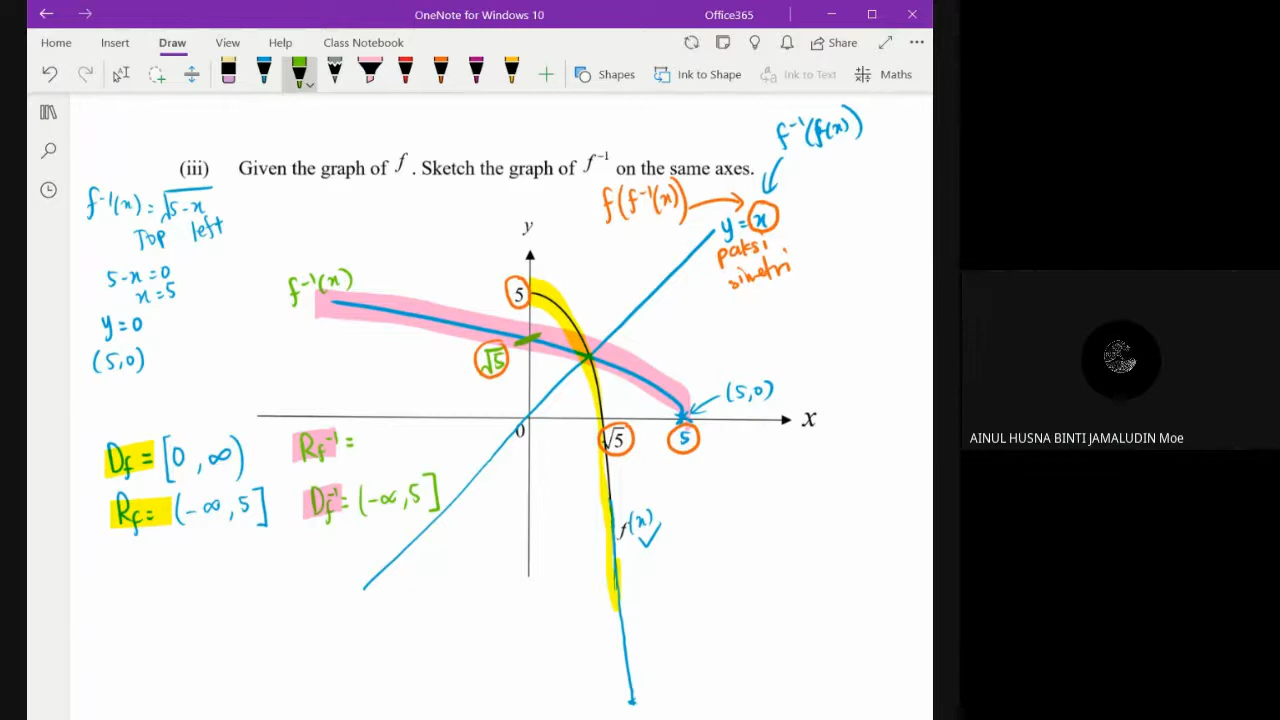 OneNote for Windows 10
Office365
Home Insert Draw View Help Class Notebook
Share
Shapes Ink to Shape Ink to Text Maths
f⁻¹(f(x))
(iii) Given the graph of f. Sketch the graph of f⁻¹ on the same axes.
f⁻¹(x) = √5-x
Top left
5-x=0
x=5
y=0
(5,0)
f(f⁻¹(x))
y = x
paksi
simetri
y
f⁻¹(x)
5
√5
(5,0)
x
0
√5
5
Df = [0, ∞)
Rf⁻¹ =
Rf = (-∞, 5]
Df⁻¹ = (-∞, 5]
f(x)
AINUL HUSNA BINTI JAMALUDIN Moe